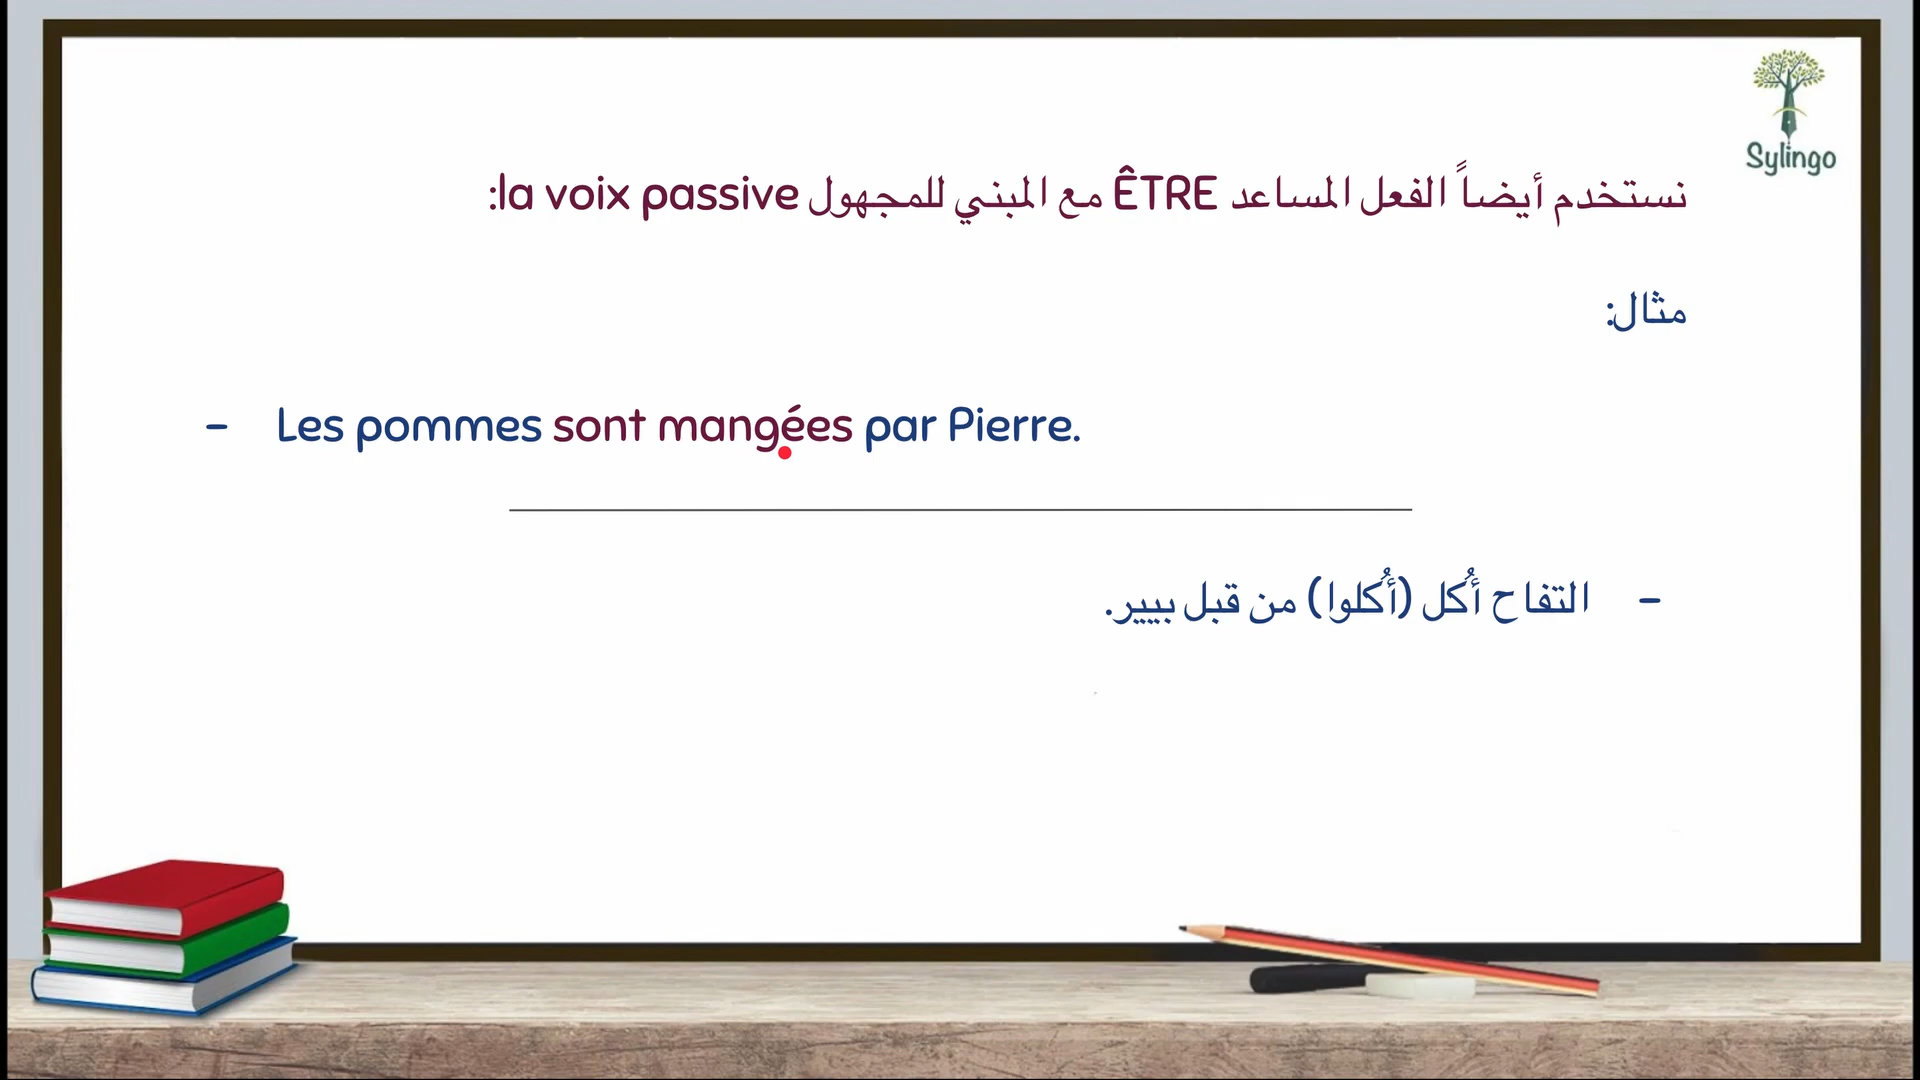 Sylingo
نستخدم أيضاً الفعل المساعد ÊTRE مع المبني للمجهول la voix passive:
مثال:
- Les pommes sont mangées par Pierre.
- التفاح أُكل (أُكلوا) من قبل بيير.